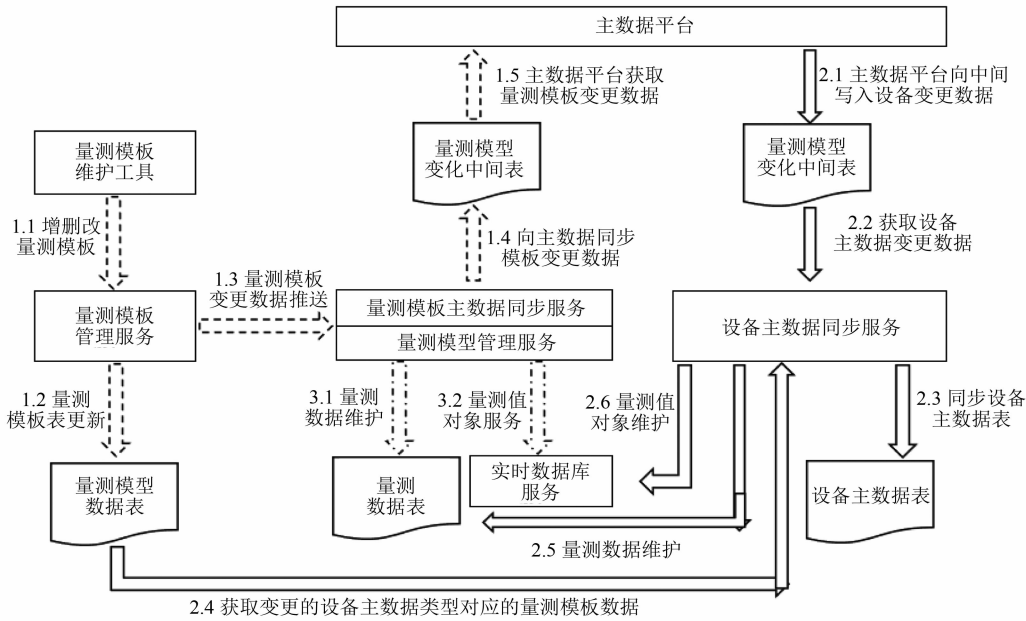 主数据平台
1.5 主数据平台获取
量测模板变更数据
2.1 主数据平台向中间
写入设备变更数据
量测模板
维护工具
量测模型
变化中间表
量测模型
变化中间表
1.1 增删改
量测模板
1.4 向主数据同步
模板变更数据
2.2 获取设备
主数据变更数据
1.3 量测模板
变更数据推送
量测模板
管理服务
量测模板主数据同步服务
量测模型管理服务
设备主数据同步服务
1.2 量测
模板表更新
3.1 量测
数据维护
3.2 量测值
对象服务
2.6 量测值
对象维护
2.3 同步设备
主数据表
量测模型
数据表
量测
数据表
实时数据库
服务
设备主数据表
2.5 量测数据维护
2.4 获取变更的设备主数据类型对应的量测模板数据